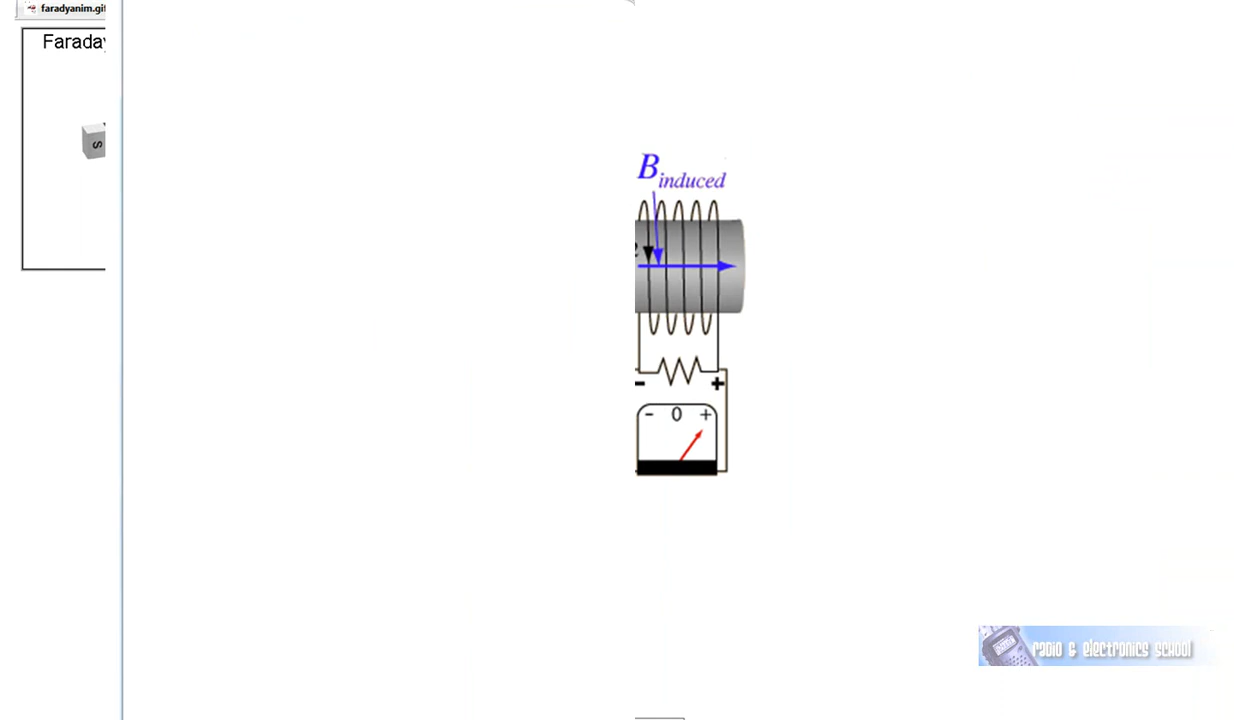 faradyanim.gif
Faraday
S
B induced
- +
- 0 +
radio & electronics school